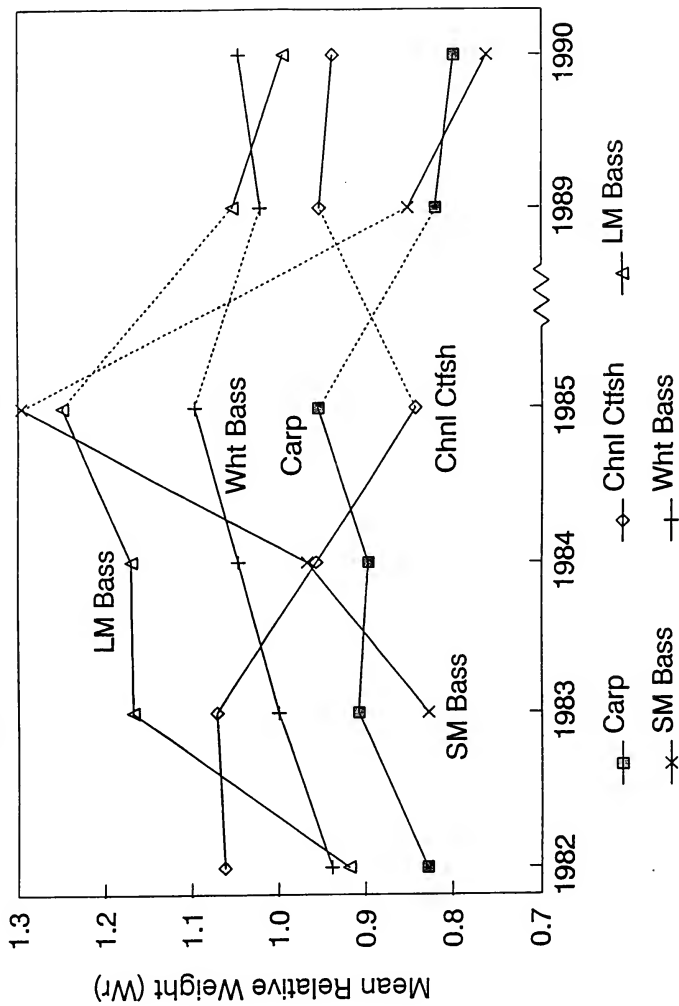 Mean Relative Weight (Wr)
1.3
1.2
1.1
1.0
0.9
0.8
0.7
LM Bass
Wht Bass
Carp
SM Bass
Chnl Ctfsh
1982
1983
1984
1985
1989
1990
Carp
Chnl Ctfsh
LM Bass
SM Bass
Wht Bass